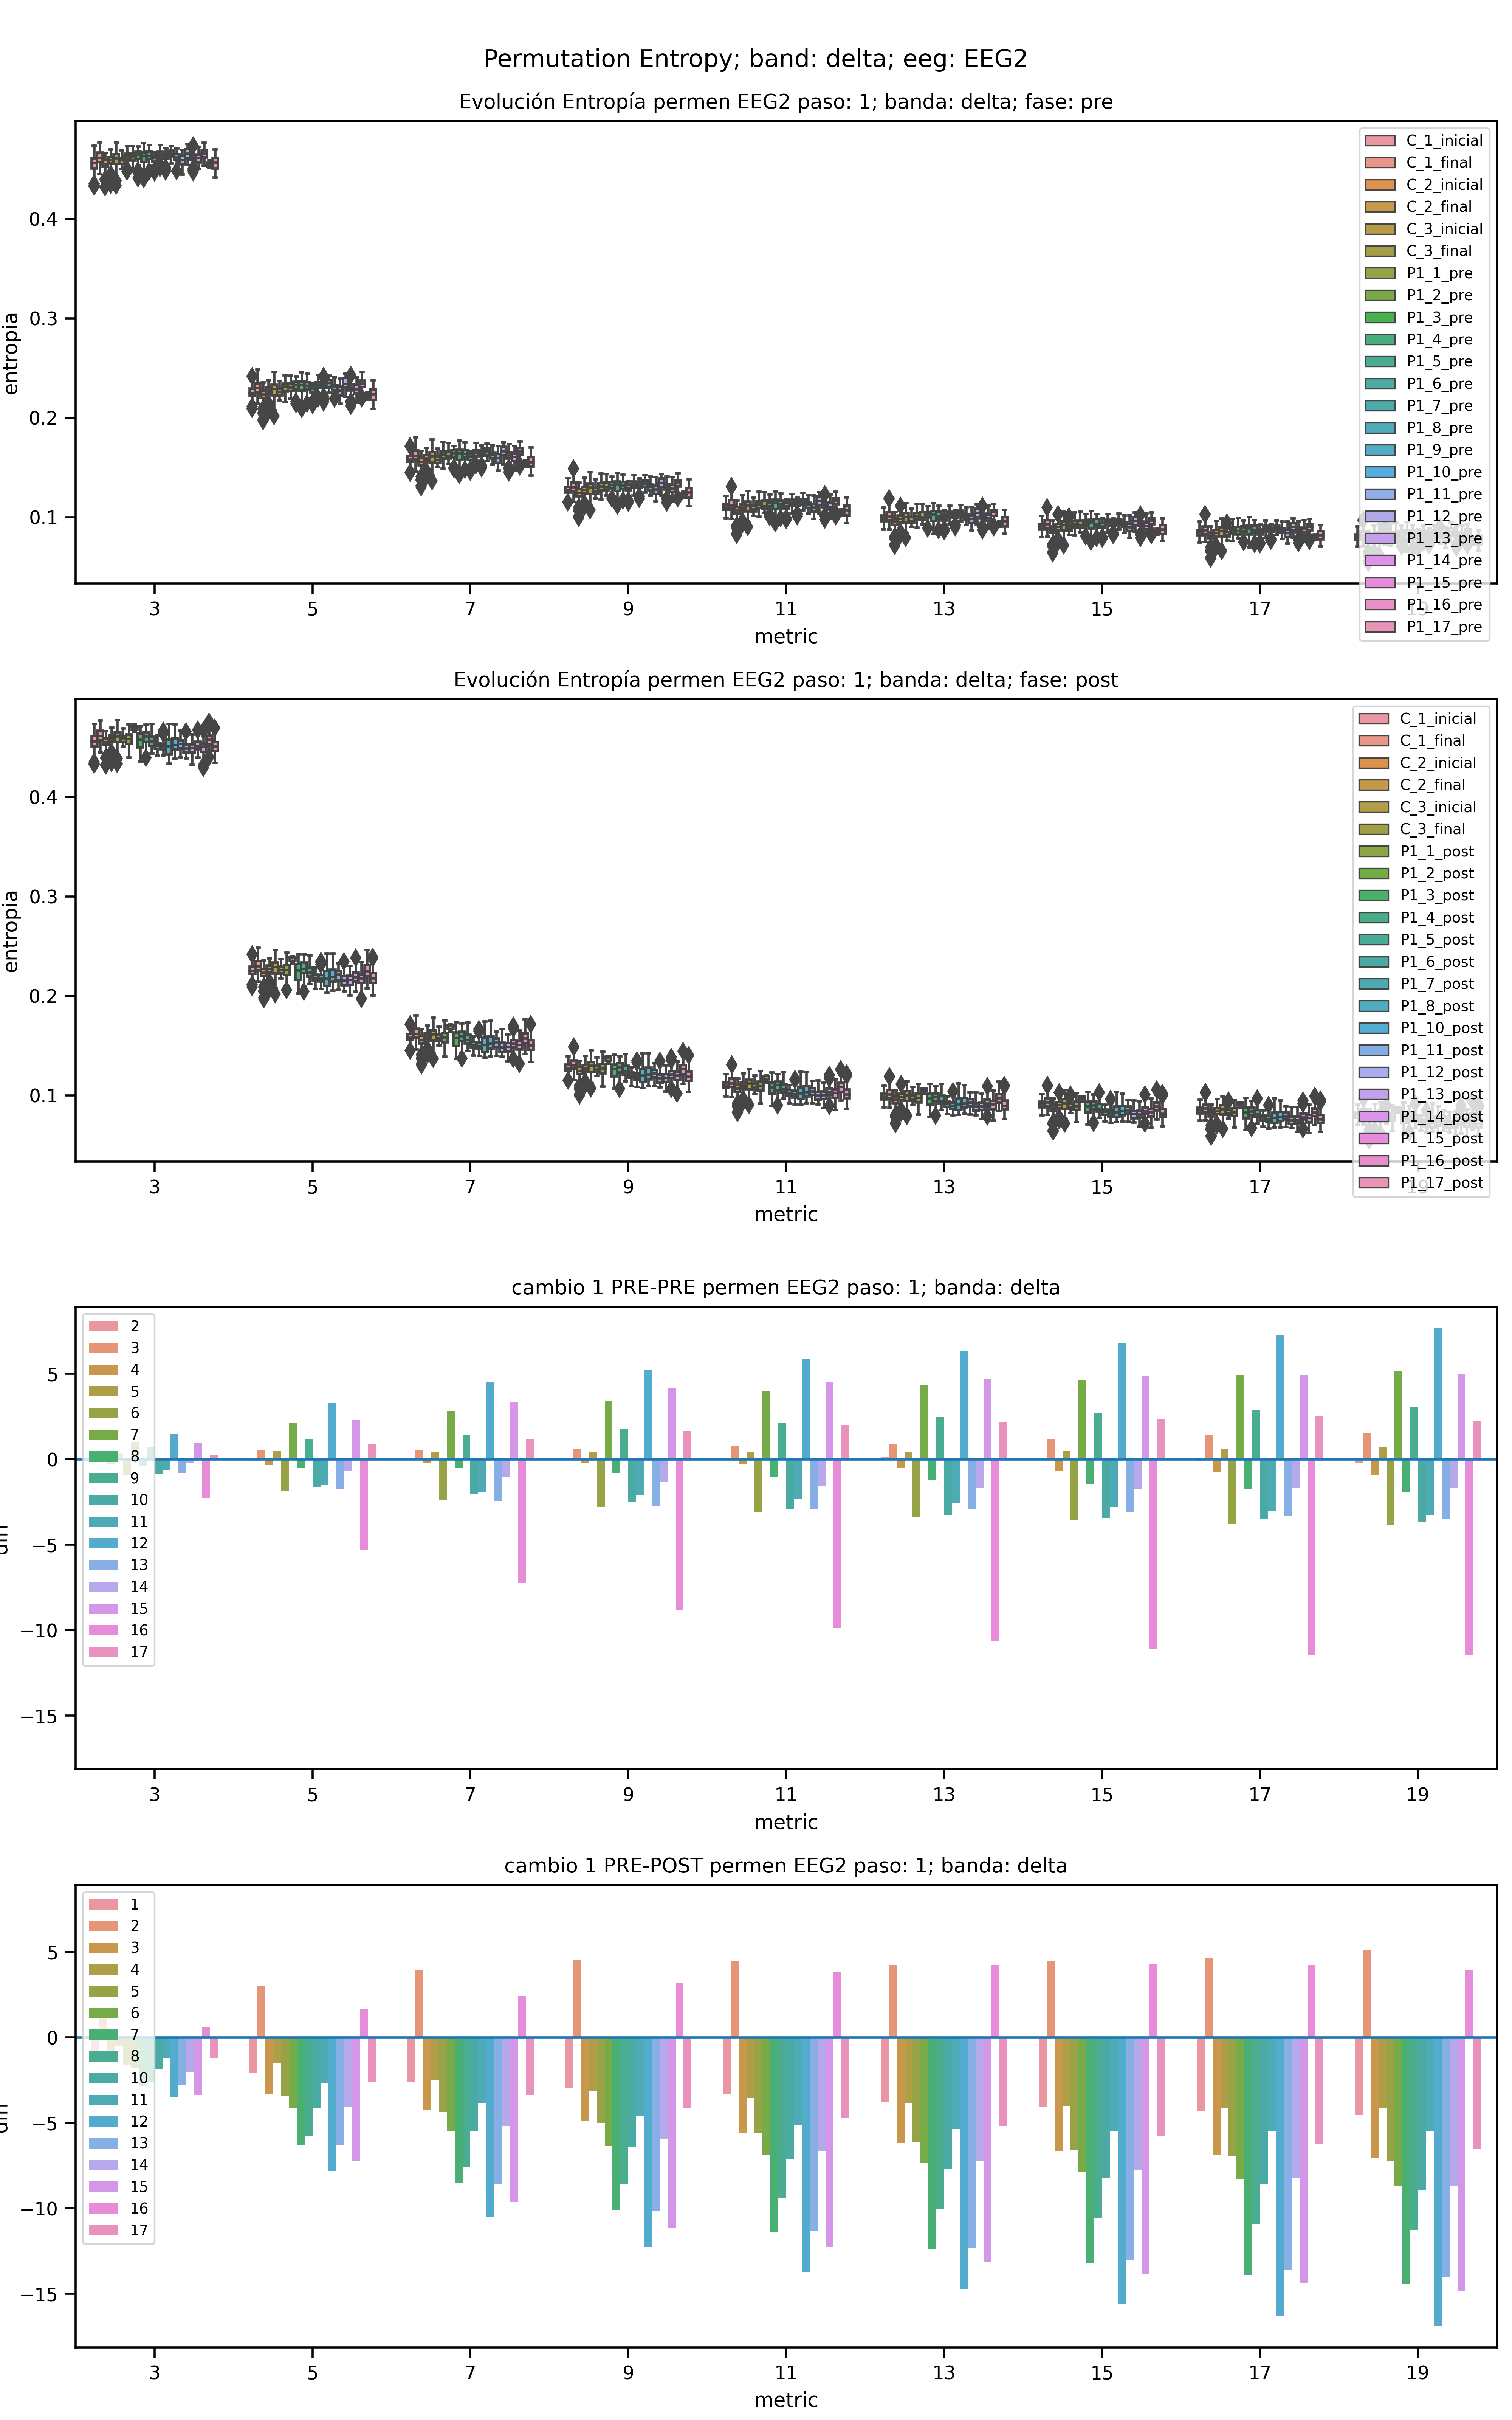 Permutation Entropy; band: delta; eeg: EEG2
Evolución Entropía permen EEG2 paso: 1; banda: delta; fase: pre
entropia
0.4
0.3
0.2
0.1
C_1_inicial
C_1_final
C_2_inicial
C_2_final
C_3_inicial
C_3_final
P1_1_pre
P1_2_pre
P1_3_pre
P1_4_pre
P1_5_pre
P1_6_pre
P1_7_pre
P1_8_pre
P1_9_pre
P1_10_pre
P1_11_pre
P1_12_pre
P1_13_pre
P1_14_pre
P1_15_pre
P1_16_pre
P1_17_pre
3 5 7 9 11 13 15 17 19
metric
Evolución Entropía permen EEG2 paso: 1; banda: delta; fase: post
entropia
0.4
0.3
0.2
0.1
C_1_inicial
C_1_final
C_2_inicial
C_2_final
C_3_inicial
C_3_final
P1_1_post
P1_2_post
P1_3_post
P1_4_post
P1_5_post
P1_6_post
P1_7_post
P1_8_post
P1_10_post
P1_11_post
P1_12_post
P1_13_post
P1_14_post
P1_15_post
P1_16_post
P1_17_post
3 5 7 9 11 13 15 17 19
metric
cambio 1 PRE-PRE permen EEG2 paso: 1; banda: delta
5
0
−5
−10
−15
2
3
4
5
6
7
8
9
10
11
12
13
14
15
16
17
3 5 7 9 11 13 15 17 19
metric
cambio 1 PRE-POST permen EEG2 paso: 1; banda: delta
5
0
−5
−10
−15
1
2
3
4
5
6
7
8
10
11
12
13
14
15
16
17
3 5 7 9 11 13 15 17 19
metric